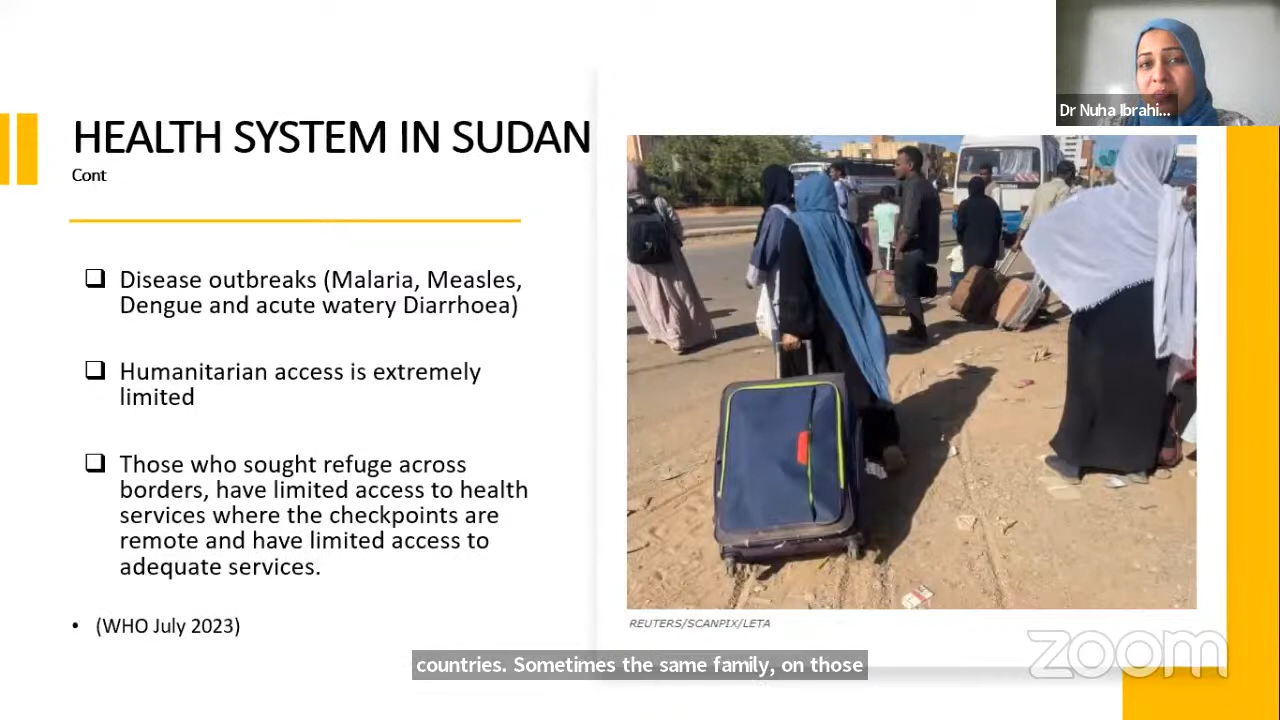 Dr Nuha Ibrahi...
HEALTH SYSTEM IN SUDAN
Cont
Disease outbreaks (Malaria, Measles,
Dengue and acute watery Diarrhoea)
Humanitarian access is extremely
limited
Those who sought refuge across
borders, have limited access to health
services where the checkpoints are
remote and have limited access to
adequate services.
(WHO July 2023)
REUTERS/SCANPIX/LETA
countries. Sometimes the same family, on those
zoom